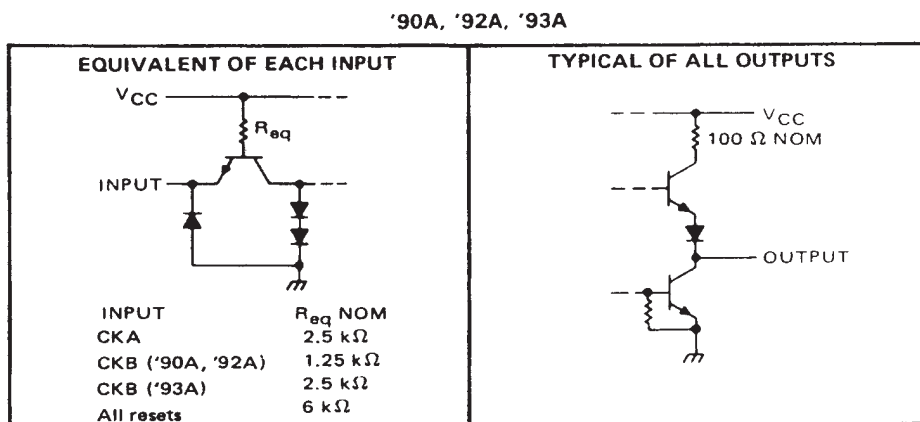 '90A, '92A, '93A
EQUIVALENT OF EACH INPUT
VCC
Req
INPUT
INPUT Req NOM
CKA 2.5 kΩ
CKB ('90A, '92A) 1.25 kΩ
CKB ('93A) 2.5 kΩ
All resets 6 kΩ
TYPICAL OF ALL OUTPUTS
VCC
100 Ω NOM
OUTPUT